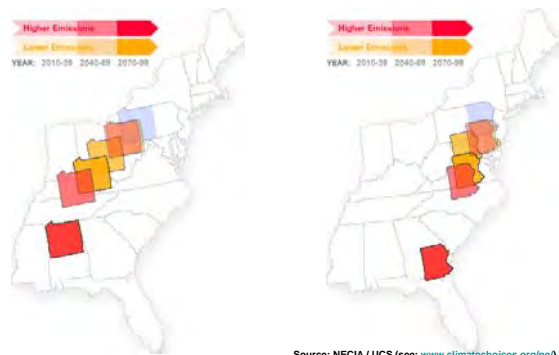 Higher Emissions
Lower Emissions
YEAR: 2010-39 2040-69 2070-99
Higher Emissions
Lower Emissions
YEAR: 2010-39 2040-69 2070-99
Source: NECIA / UCS (see: www.climatechoices.org/ne/)